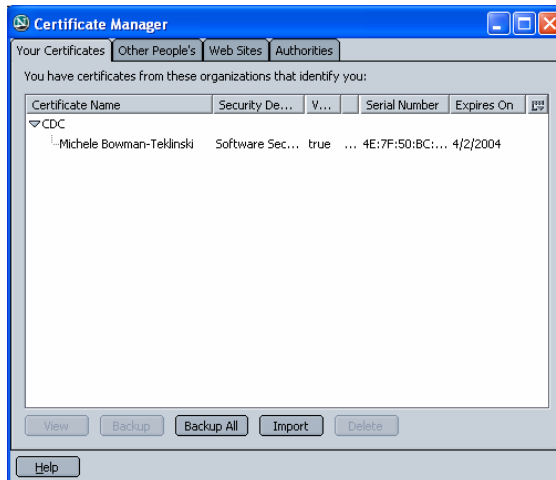 Certificate Manager
Your Certificates Other People's Web Sites Authorities
You have certificates from these organizations that identify you:
Certificate Name Security De... V... Serial Number Expires On
CDC
Michele Bowman-Teklinski Software Sec... true ... 4E:7F:50:BC:... 4/2/2004
View Backup Backup All Import Delete
Help